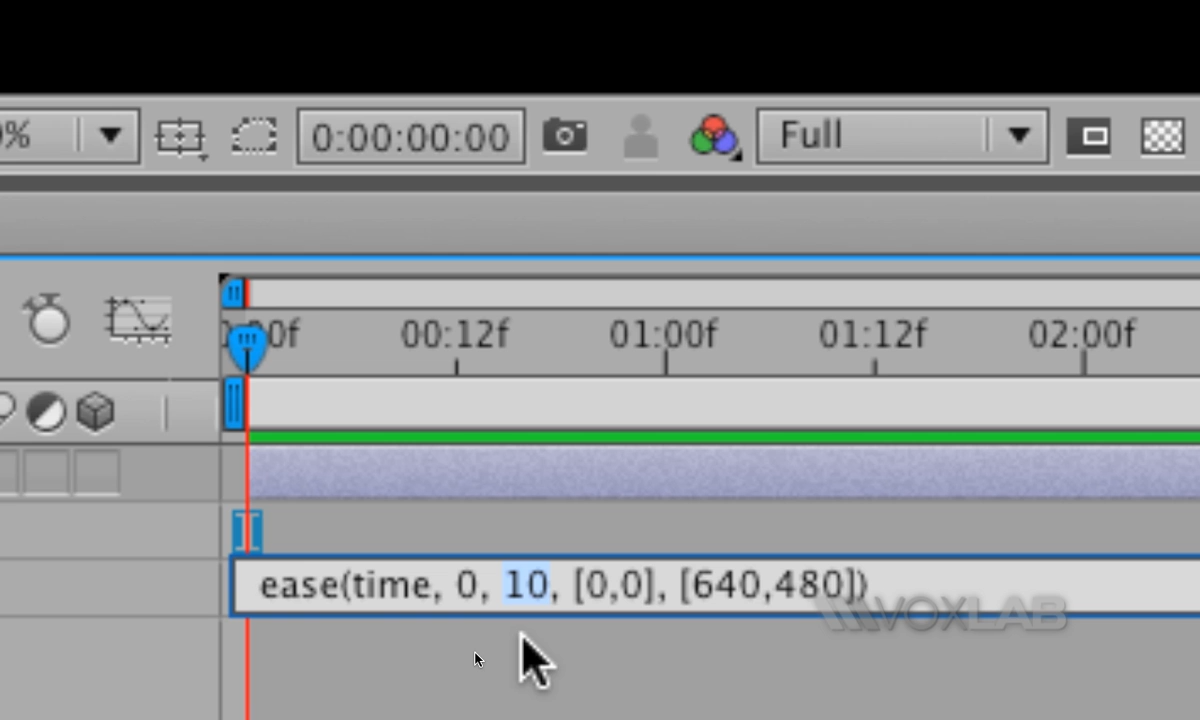 % 0:00:00:00 Full
00f 00:12f 01:00f 01:12f 02:00f
ease(time, 0, 10, [0,0], [640,480])
VOXLAB